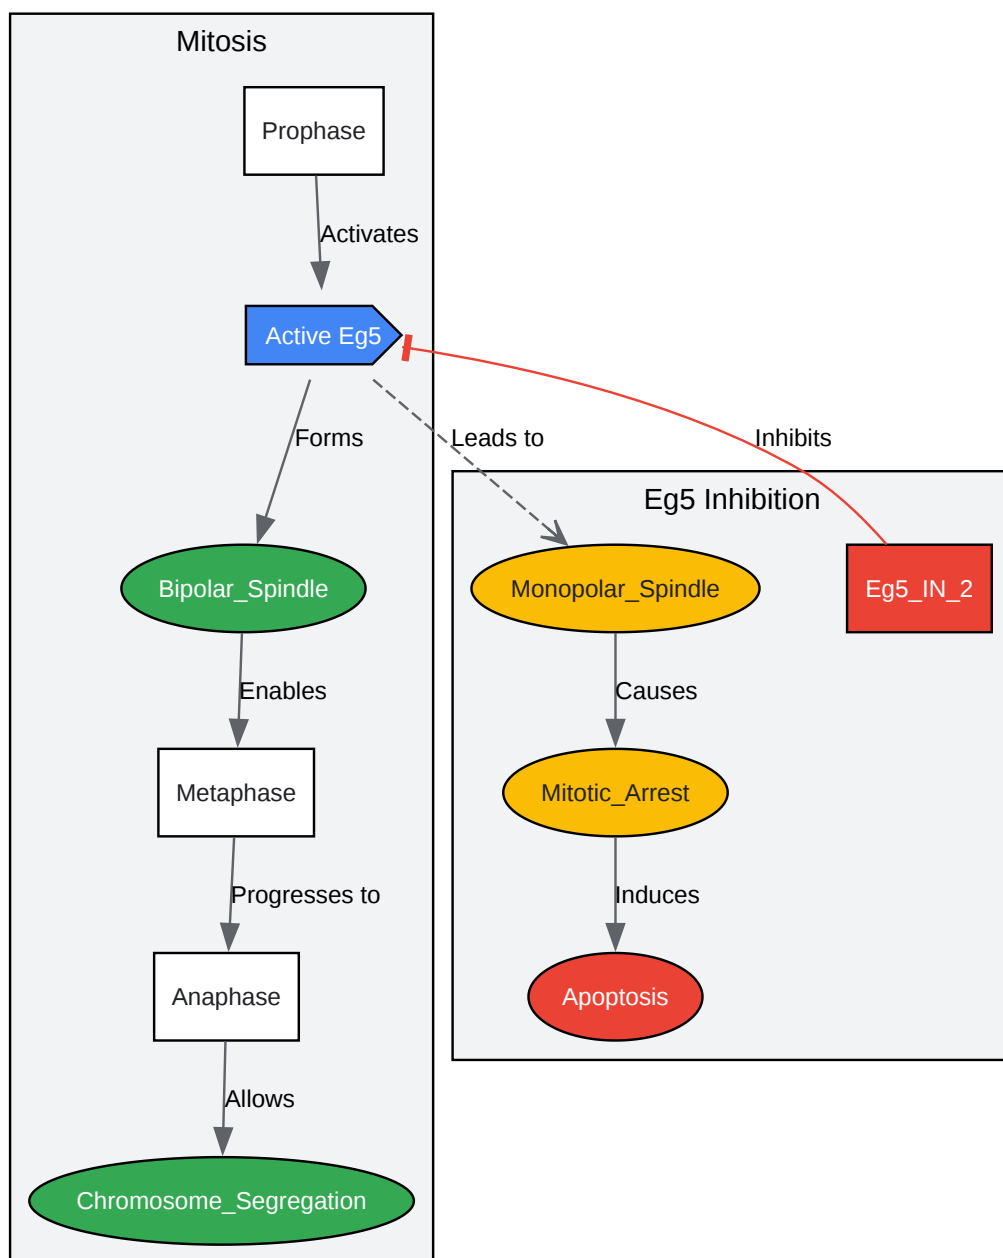 Mitosis
Prophase
Activates
Active Eg5
Forms
Leads to
Inhibits
Eg5 Inhibition
Bipolar_Spindle
Monopolar_Spindle
Eg5_IN_2
Enables
Causes
Metaphase
Mitotic_Arrest
Progresses to
Induces
Anaphase
Apoptosis
Allows
Chromosome_Segregation